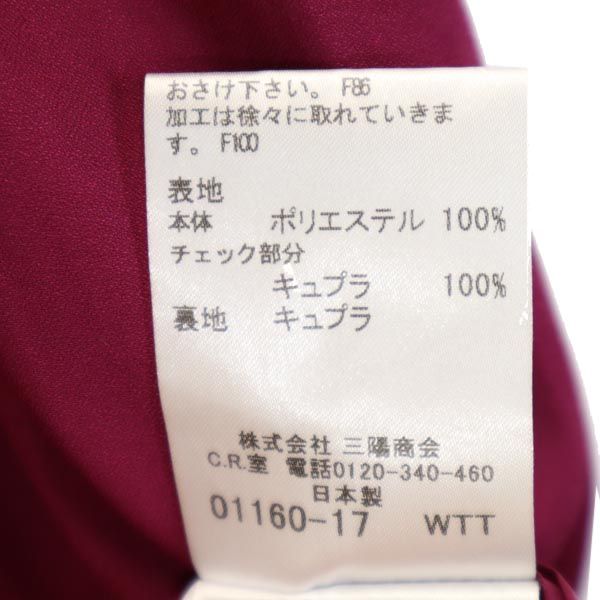 おさけ下さい。 F86
加工は徐々に取れていきま
す。 F100
表地
本体 ポリエステル 100%
チェック部分
キュプラ 100%
裏地 キュプラ
株式会社 三陽商会
C.R.室 電話0120-340-460
日本製
01160-17 WTT